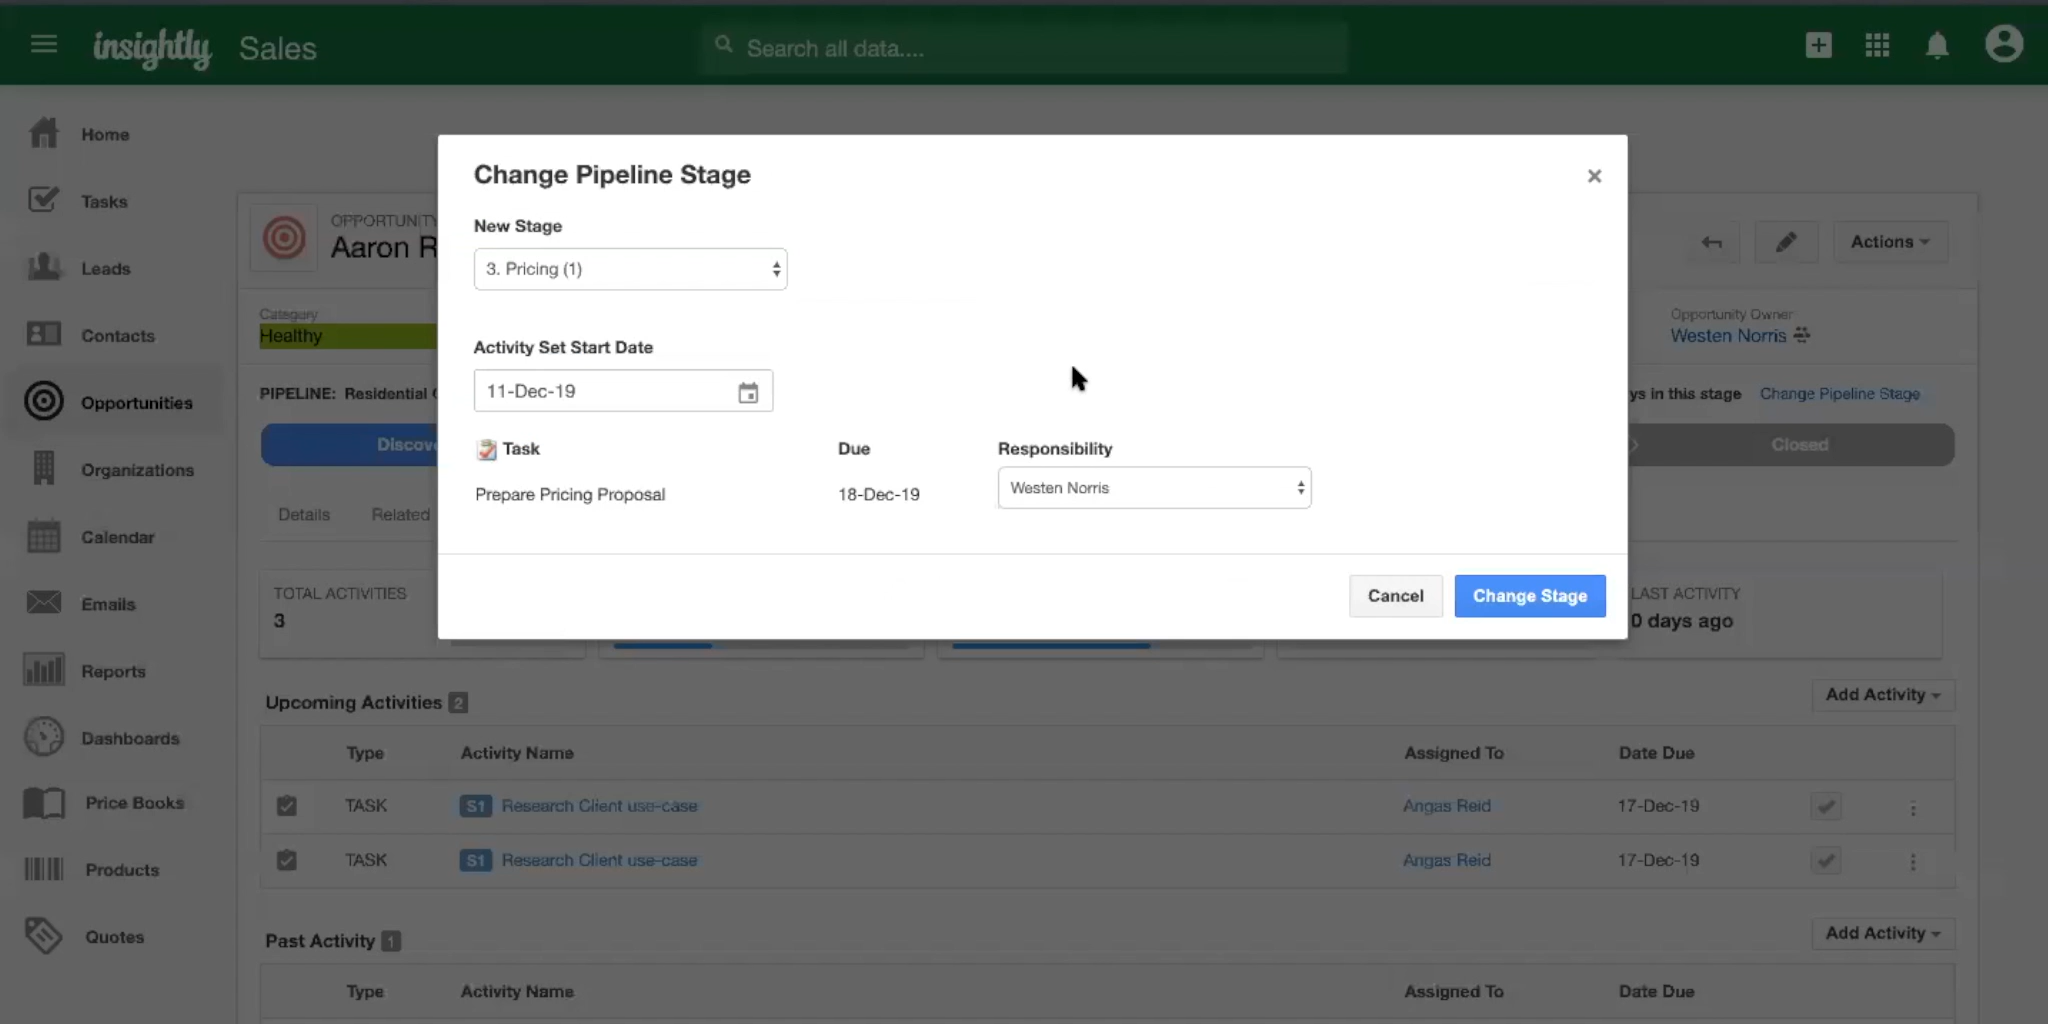 insightly Sales
Search all data....
Home
Tasks
Leads
Contacts
Opportunities
Organizations
Calendar
Emails
Reports
Dashboards
Price Books
Products
Quotes
OPPORTUNITY
Aaron R
Actions
Category
Healthy
Opportunity Owner
Westen Norris
PIPELINE: Residential
ys in this stage Change Pipeline Stage
Discov
Closed
Details Related
Change Pipeline Stage
×
New Stage
3. Pricing (1)
Activity Set Start Date
11-Dec-19
Task Due Responsibility
Prepare Pricing Proposal 18-Dec-19 Westen Norris
Cancel Change Stage
TOTAL ACTIVITIES
3
LAST ACTIVITY
0 days ago
Upcoming Activities 2
Add Activity
Type Activity Name Assigned To Date Due
TASK S1 Research Client use-case Angas Reid 17-Dec-19
TASK S1 Research Client use-case Angas Reid 17-Dec-19
Past Activity 1
Add Activity
Type Activity Name Assigned To Date Due